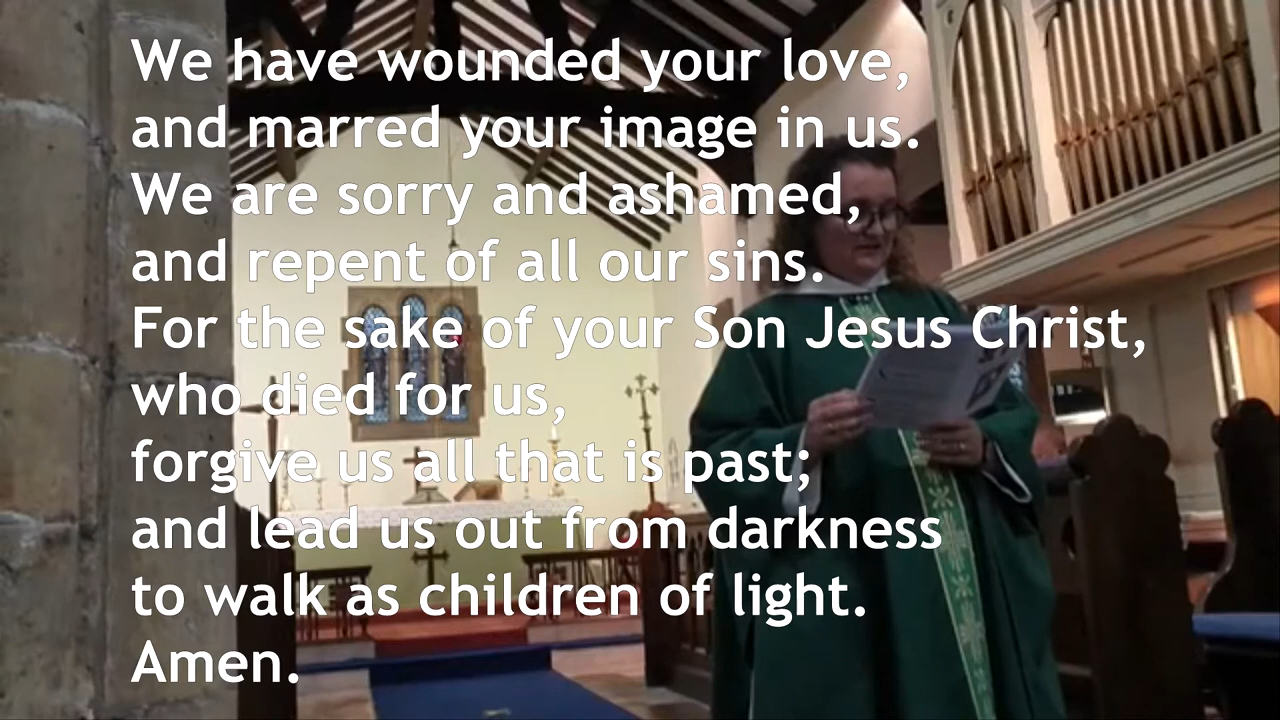 We have wounded your love,
and marred your image in us.
We are sorry and ashamed,
and repent of all our sins.
For the sake of your Son Jesus Christ,
who died for us,
forgive us all that is past;
and lead us out from darkness
to walk as children of light.
Amen.